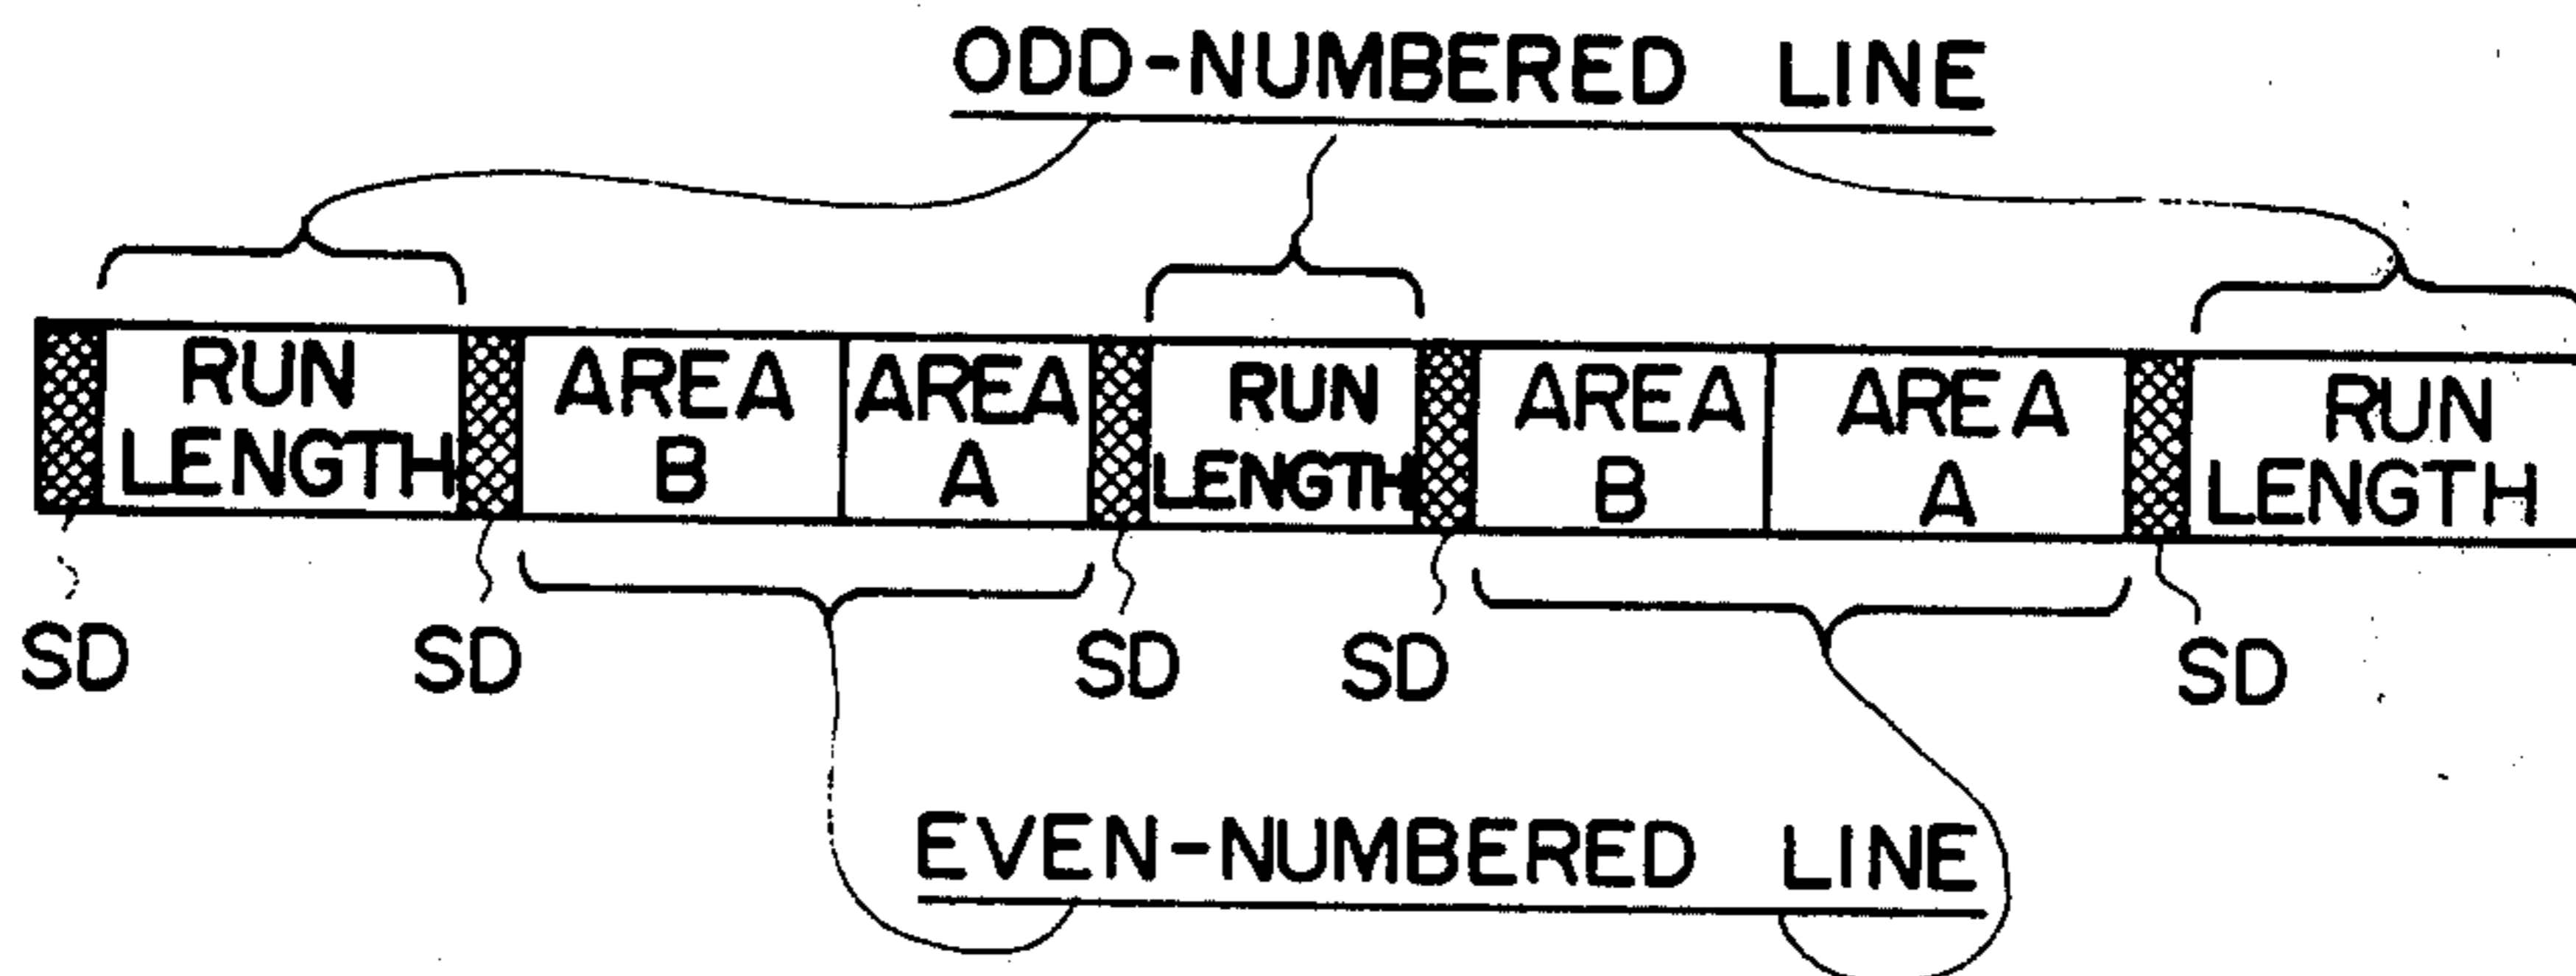 ODD-NUMBERED LINE
RUN LENGTH AREA B AREA A RUN LENGTH AREA B AREA A RUN LENGTH
SD SD SD SD SD
EVEN-NUMBERED LINE